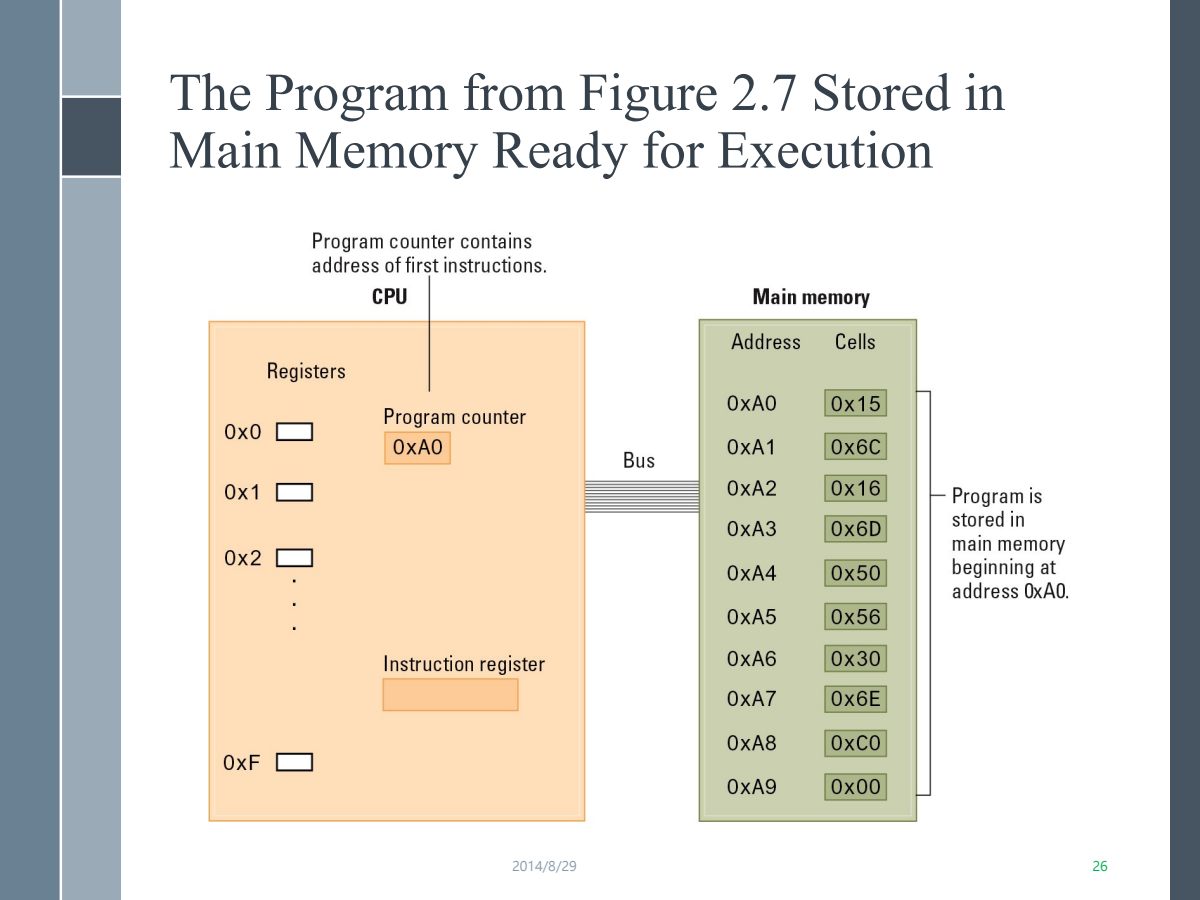 The Program from Figure 2.7 Stored in
Main Memory Ready for Execution
Program counter contains
address of first instructions.
CPU
Registers
0x0
0x1
0x2
.
.
.
0xF
Program counter
0xA0
Instruction register
Bus
Main memory
Address Cells
0xA0 0x15
0xA1 0x6C
0xA2 0x16
0xA3 0x6D
0xA4 0x50
0xA5 0x56
0xA6 0x30
0xA7 0x6E
0xA8 0xC0
0xA9 0x00
Program is
stored in
main memory
beginning at
address 0xA0.
2014/8/29
26